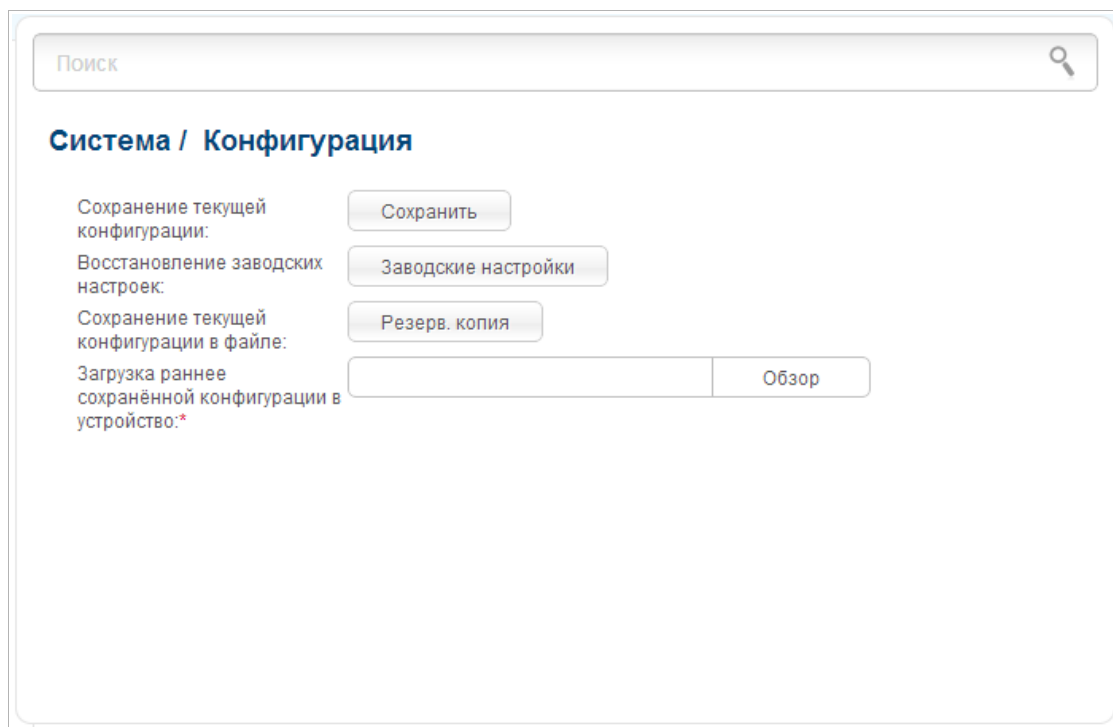 Поиск
Система / Конфигурация
Сохранение текущей
конфигурации:
Сохранить
Восстановление заводских
настроек:
Заводские настройки
Сохранение текущей
конфигурации в файле:
Резерв. копия
Загрузка раннее
сохранённой конфигурации в
устройство:*
Обзор